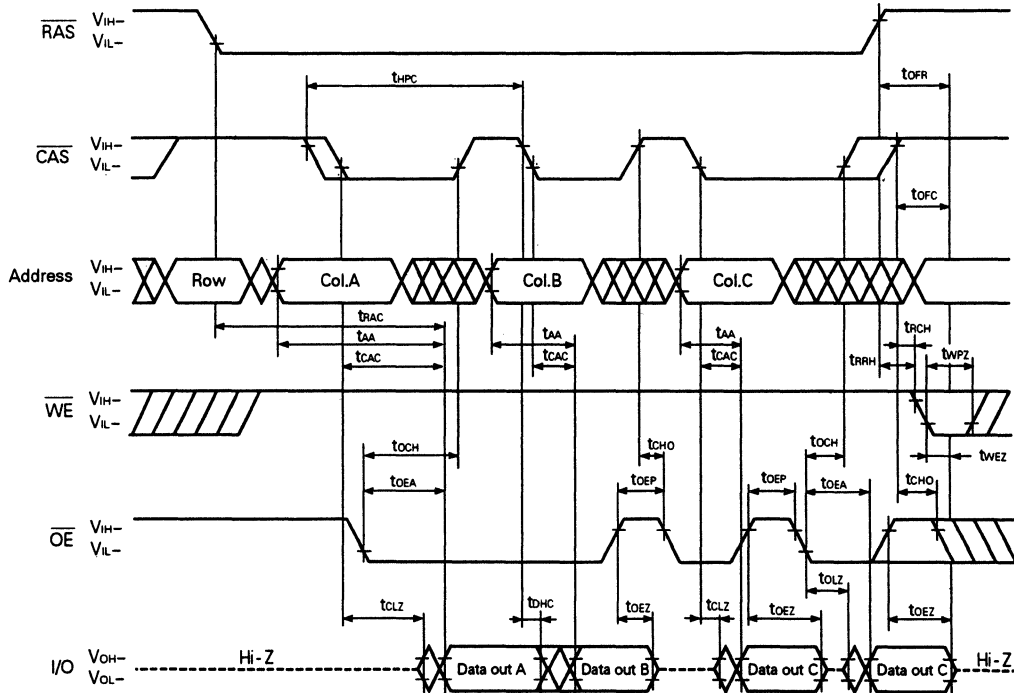 RAS VIH– VIL–
tHPC tOFR
CAS VIH– VIL–
tOFC
Address VIH– VIL– Row Col.A Col.B Col.C
tRAC tRCH
tAA tAA tAA tWPZ
tCAC tCAC tCAC tRRH
WE VIH– VIL–
tOCH tCHO tOCH tWEZ
tOEA tOEP tOEP tOEA tCHO
OE VIH– VIL–
tOLZ
tCLZ tDHC tOEZ tCLZ tOEZ tOEZ
I/O VOH– VOL– Hi-Z Data out A Data out B Data out C Data out C Hi-Z